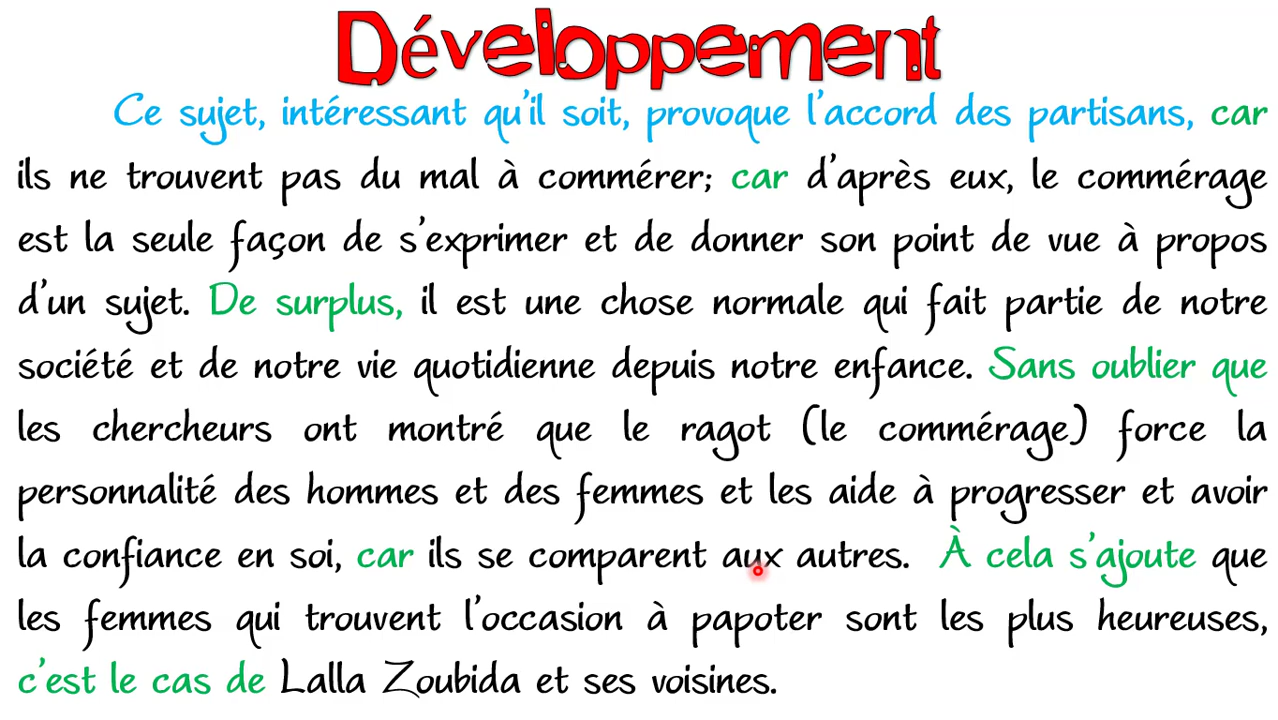 Développement
Ce sujet, intéressant qu'il soit, provoque l'accord des partisans, car
ils ne trouvent pas du mal à commérer; car d'après eux, le commérage
est la seule façon de s'exprimer et de donner son point de vue à propos
d'un sujet. De surplus, il est une chose normale qui fait partie de notre
société et de notre vie quotidienne depuis notre enfance. Sans oublier que
les chercheurs ont montré que le ragot (le commérage) force la
personnalité des hommes et des femmes et les aide à progresser et avoir
la confiance en soi, car ils se comparent aux autres. À cela s'ajoute que
les femmes qui trouvent l'occasion à papoter sont les plus heureuses,
c'est le cas de Lalla Zoubida et ses voisines.